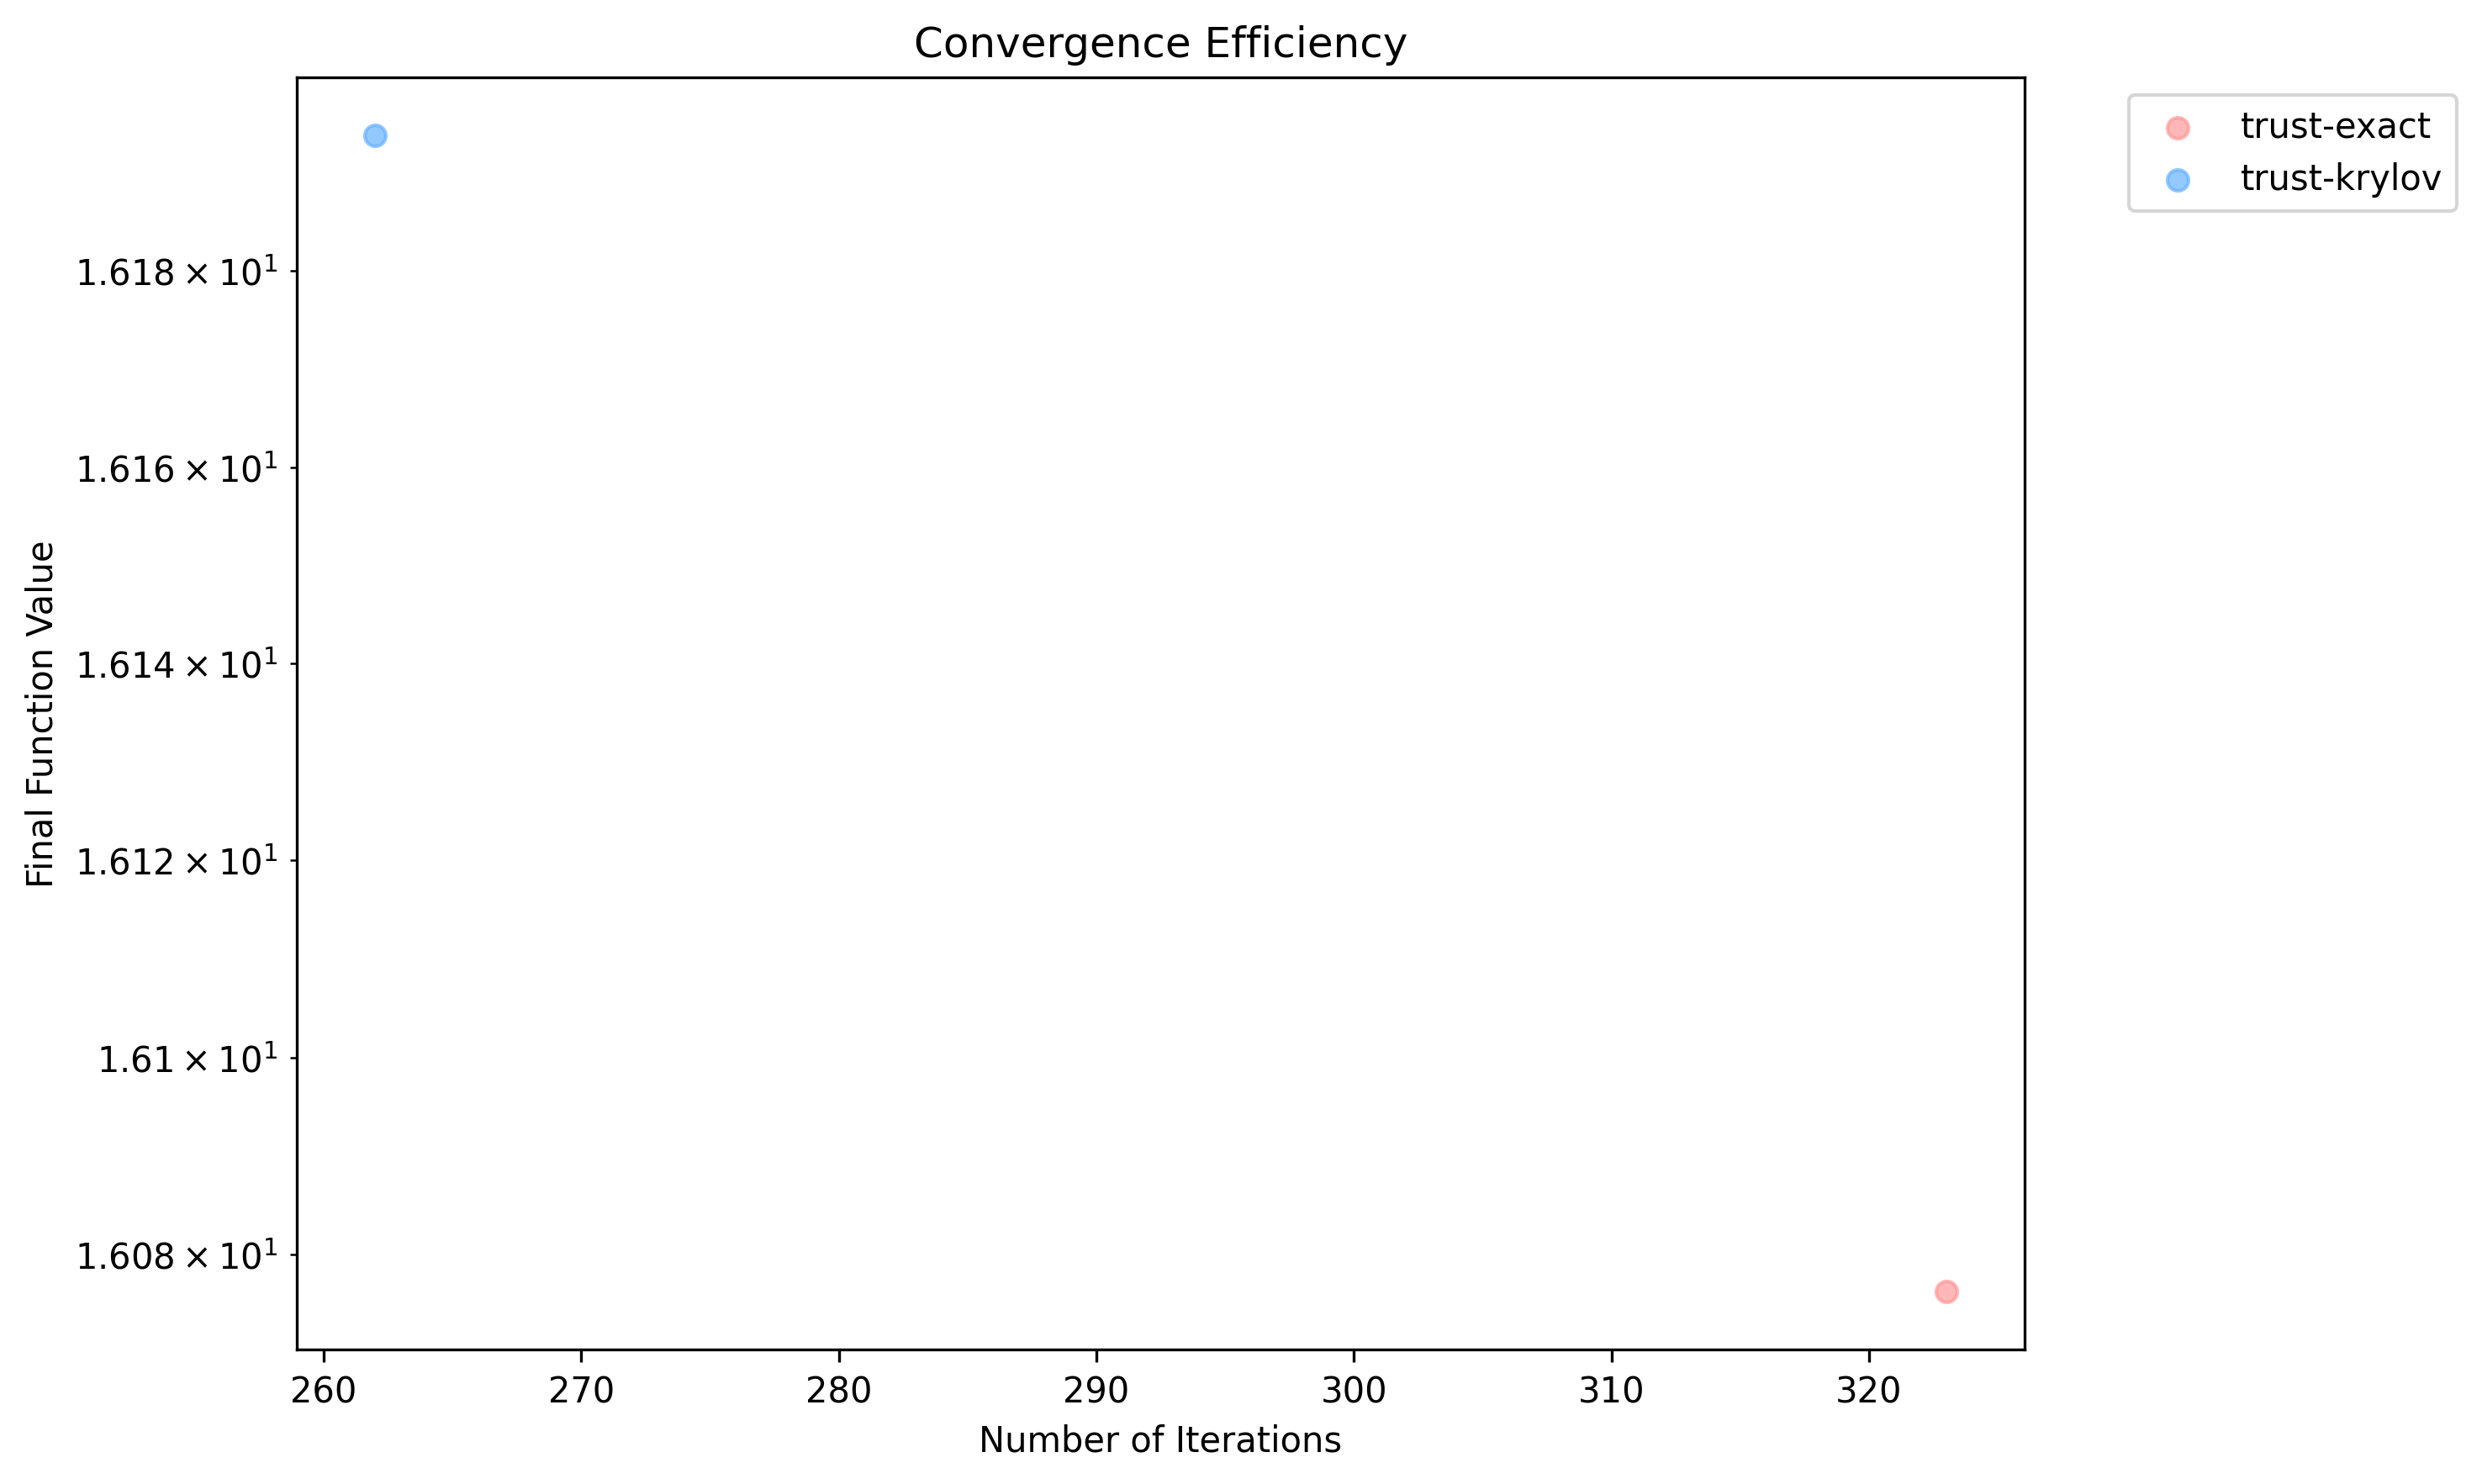 Convergence Efficiency
trust-exact
trust-krylov
Final Function Value
1.618 × 10¹
1.616 × 10¹
1.614 × 10¹
1.612 × 10¹
1.61 × 10¹
1.608 × 10¹
260 270 280 290 300 310 320
Number of Iterations